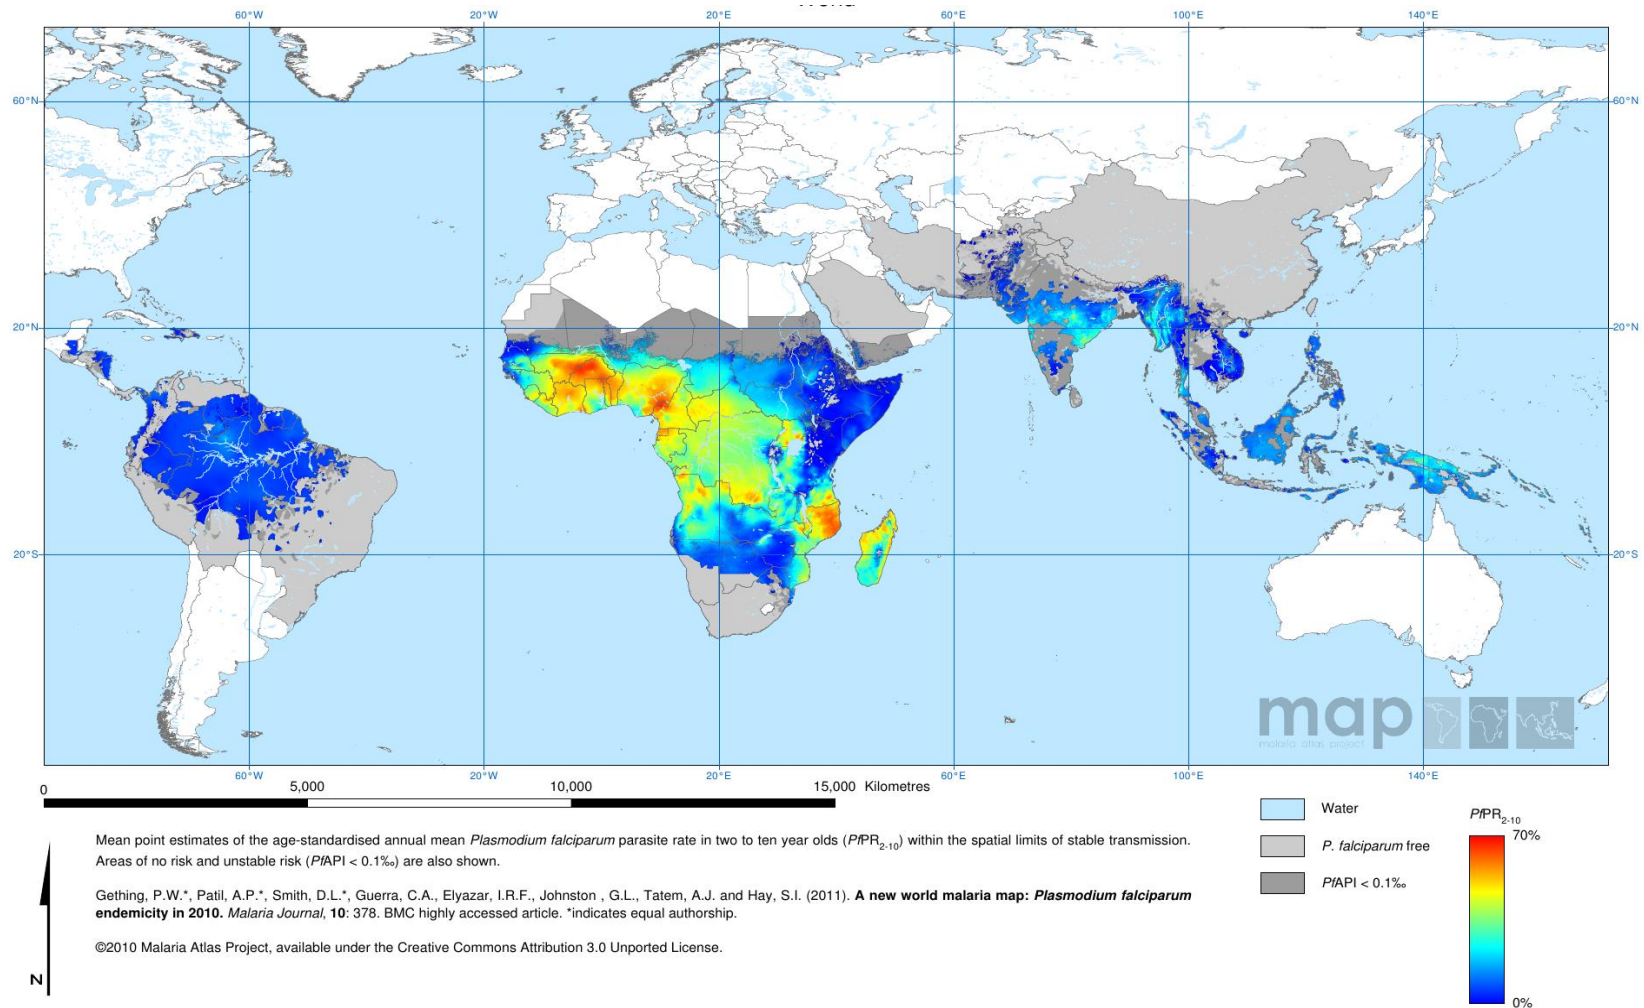 60°W 20°W 20°E 60°E 100°E 140°E
60°N 60°N
20°N 20°N
20°S 20°S
map
malaria atlas project
60°W 20°W 20°E 60°E 100°E 140°E
0 5,000 10,000 15,000 Kilometres
Water
P. falciparum free
PfAPI < 0.1‰
PfPR2-10
70%
0%
Mean point estimates of the age-standardised annual mean Plasmodium falciparum parasite rate in two to ten year olds (PfPR2-10) within the spatial limits of stable transmission.
Areas of no risk and unstable risk (PfAPI < 0.1‰) are also shown.
Gething, P.W.*, Patil, A.P.*, Smith, D.L.*, Guerra, C.A., Elyazar, I.R.F., Johnston , G.L., Tatem, A.J. and Hay, S.I. (2011). A new world malaria map: Plasmodium falciparum
endemicity in 2010. Malaria Journal, 10: 378. BMC highly accessed article. *indicates equal authorship.
©2010 Malaria Atlas Project, available under the Creative Commons Attribution 3.0 Unported License.
N